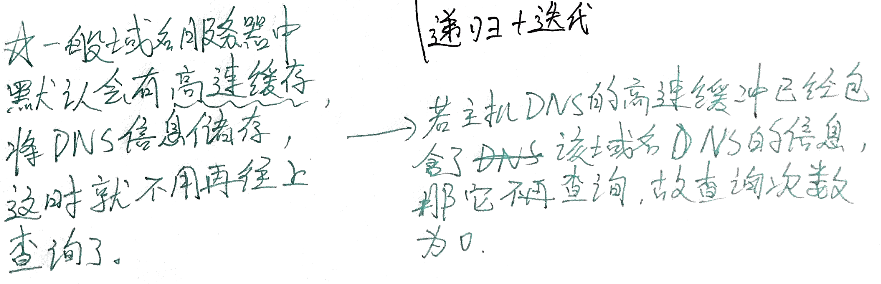 递归+迭代
☆一般域名服务器中
默认会有高速缓存,
将DNS信息储存,
这时就不用再往上
查询了。
→若主机DNS的高速缓冲已经包
含了DNS该域名DNS的信息,
那它不再查询,故查询次数
为0.